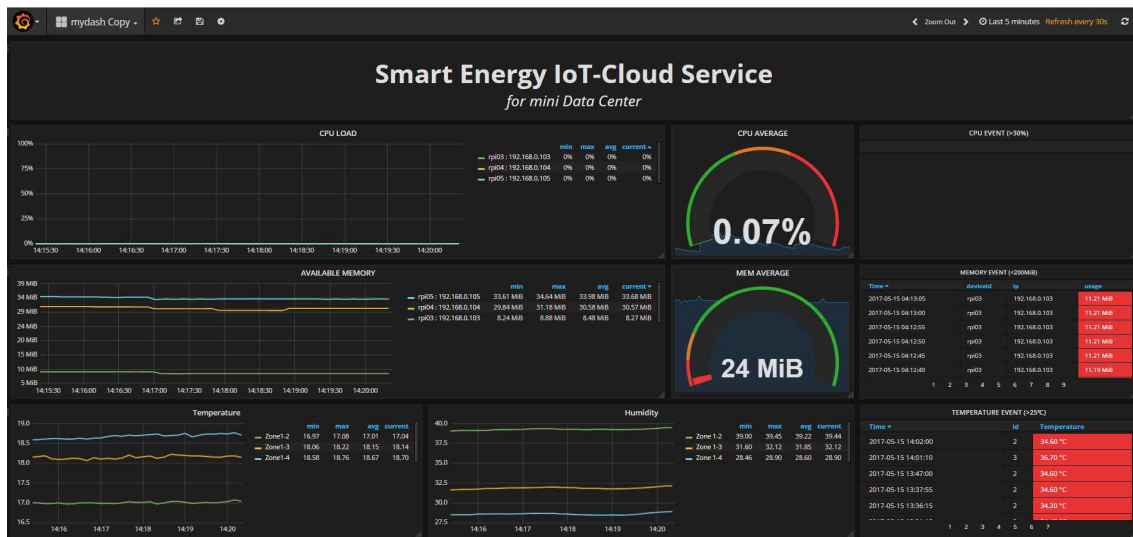 mydash Copy
Zoom Out
Last 5 minutes Refresh every 30s
Smart Energy IoT-Cloud Service
for mini Data Center
CPU LOAD
100%
75%
50%
25%
0%
14:15:30 14:16:00 14:16:30 14:17:00 14:17:30 14:18:00 14:18:30 14:19:00 14:19:30 14:20:00
min max avg current
rpi03 : 192.168.0.103 0% 0% 0% 0%
rpi04 : 192.168.0.104 0% 0% 0% 0%
rpi05 : 192.168.0.105 0% 0% 0% 0%
CPU AVERAGE
0.07%
CPU EVENT (>30%)
AVAILABLE MEMORY
39 MiB
34 MiB
29 MiB
24 MiB
20 MiB
15 MiB
10 MiB
5 MiB
14:15:30 14:16:00 14:16:30 14:17:00 14:17:30 14:18:00 14:18:30 14:19:00 14:19:30 14:20:00
min max avg current
rpi05 : 192.168.0.105 33.61 MiB 34.64 MiB 33.98 MiB 33.68 MiB
rpi04 : 192.168.0.104 29.84 MiB 31.18 MiB 30.58 MiB 30.57 MiB
rpi03 : 192.168.0.103 8.24 MiB 8.88 MiB 8.48 MiB 8.27 MiB
MEM AVERAGE
24 MiB
MEMORY EVENT (<200MiB)
Time deviceId ip usage
2017-05-15 04:13:05 rpi03 192.168.0.103 11.21 MiB
2017-05-15 04:13:00 rpi03 192.168.0.103 11.21 MiB
2017-05-15 04:12:55 rpi03 192.168.0.103 11.21 MiB
2017-05-15 04:12:50 rpi03 192.168.0.103 11.21 MiB
2017-05-15 04:12:45 rpi03 192.168.0.103 11.21 MiB
2017-05-15 04:12:40 rpi03 192.168.0.103 11.19 MiB
1 2 3 4 5 6 7 8 9
Temperature
19.0
18.5
18.0
17.5
17.0
16.5
14:16 14:17 14:18 14:19 14:20
min max avg current
Zone1-2 16.97 17.08 17.01 17.04
Zone1-3 18.06 18.22 18.15 18.14
Zone1-4 18.58 18.76 18.67 18.70
Humidity
40.0
37.5
35.0
32.5
30.0
27.5
14:16 14:17 14:18 14:19 14:20
min max avg current
Zone 1-2 39.00 39.45 39.22 39.44
Zone 1-3 31.60 32.12 31.85 32.12
Zone 1-4 28.46 28.90 28.60 28.90
TEMPERATURE EVENT (>25℃)
Time id Temperature
2017-05-15 14:02:00 2 34.60 °C
2017-05-15 14:01:10 3 36.70 °C
2017-05-15 13:47:00 2 34.60 °C
2017-05-15 13:37:55 2 34.60 °C
2017-05-15 13:36:15 2 34.20 °C
1 2 3 4 5 6 7